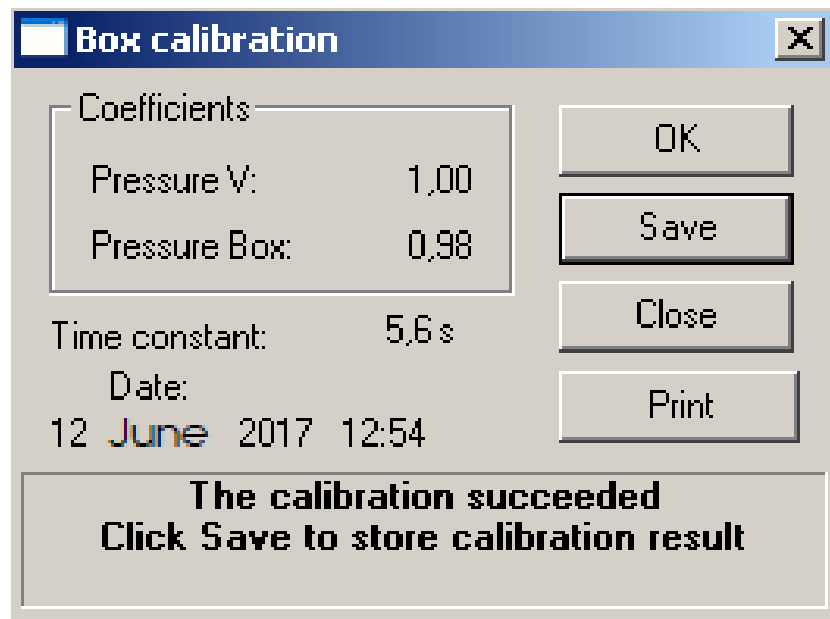 Box calibration
Coefficients
Pressure V: 1,00
Pressure Box: 0,98
Time constant: 5,6 s
Date:
12 June 2017 12:54
OK
Save
Close
Print
The calibration succeeded
Click Save to store calibration result